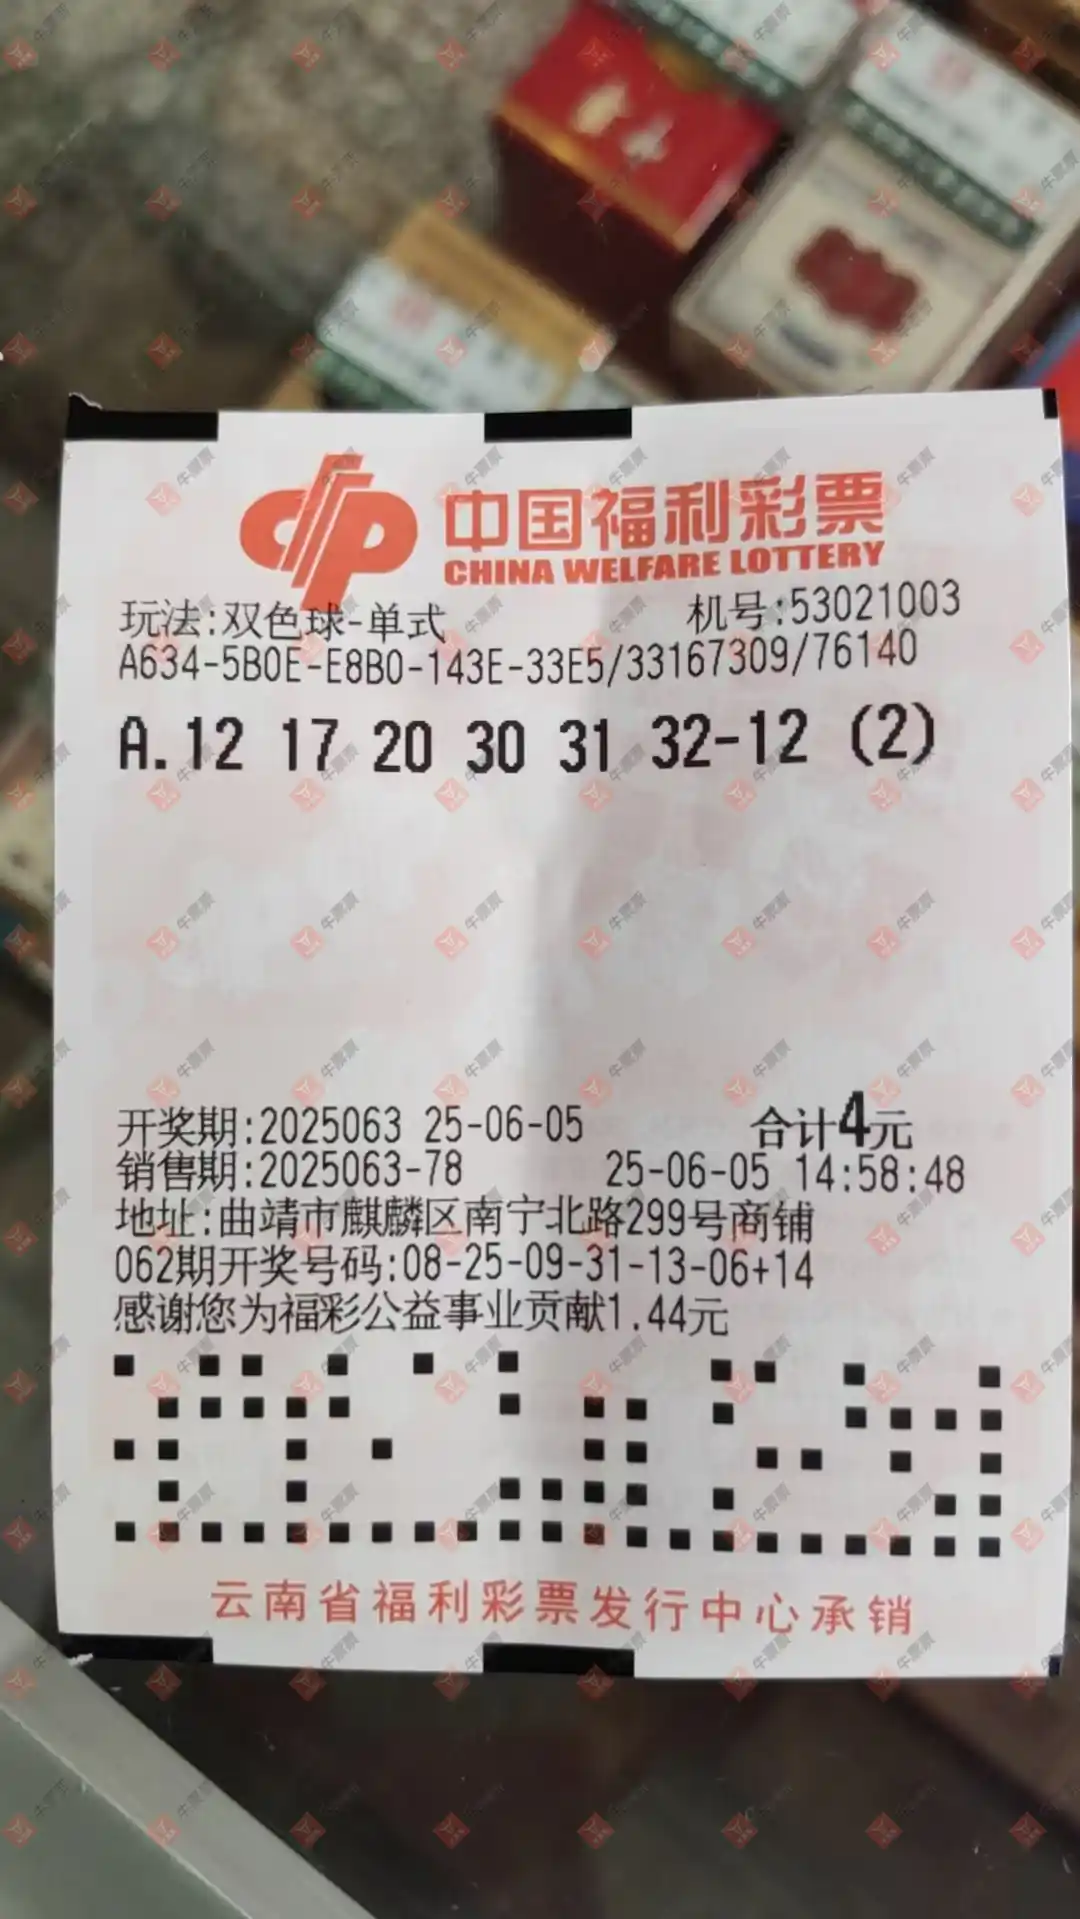 中国福利彩票
CHINA WELFARE LOTTERY
玩法:双色球-单式 机号:53021003
A634-5B0E-E8B0-143E-33E5/33167309/76140
A.12 17 20 30 31 32-12 (2)
开奖期:2025063 25-06-05 合计4元
销售期:2025063-78 25-06-05 14:58:48
地址:曲靖市麒麟区南宁北路299号商铺
062期开奖号码:08-25-09-31-13-06+14
感谢您为福彩公益事业贡献1.44元
云南省福利彩票发行中心承销
牛票票